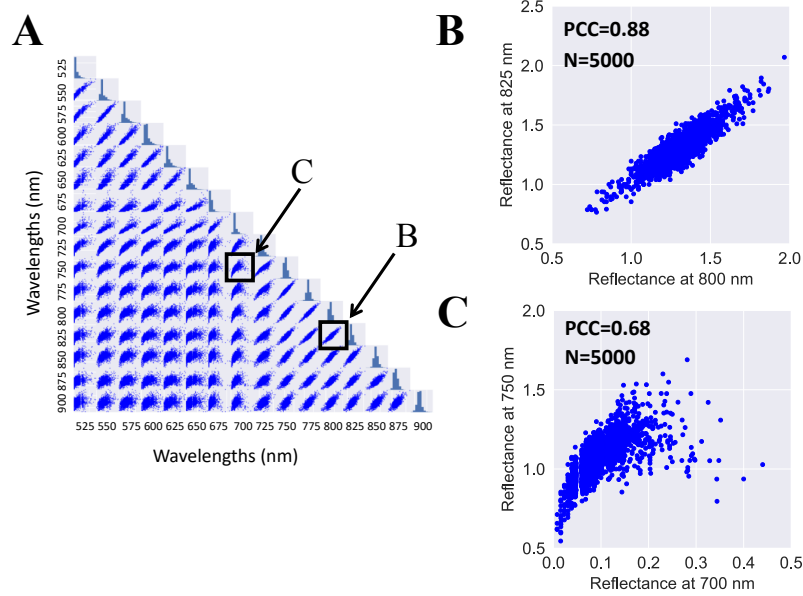 A
Wavelengths (nm)
525
550
575
600
625
650
675
700
725
750
775
800
825
850
875
900
525 550 575 600 625 650 675 700 725 750 775 800 825 850 875 900
Wavelengths (nm)
C
B
B
PCC=0.88
N=5000
Reflectance at 825 nm
2.5
2.0
1.5
1.0
0.5
0.5 1.0 1.5 2.0
Reflectance at 800 nm
C
PCC=0.68
N=5000
Reflectance at 750 nm
2.0
1.5
1.0
0.5
0.0 0.1 0.2 0.3 0.4 0.5
Reflectance at 700 nm